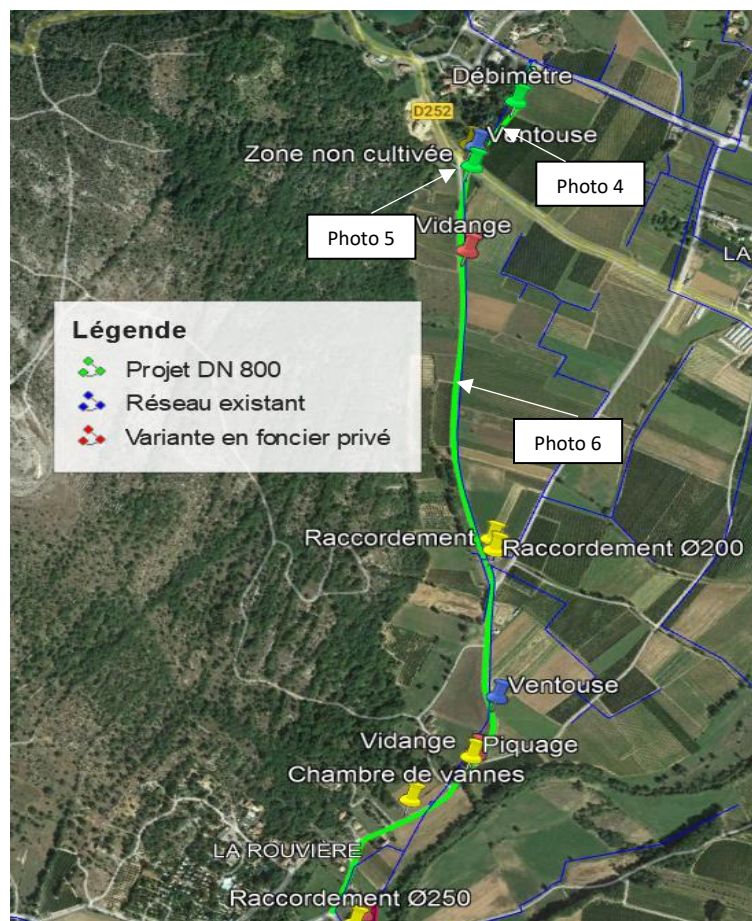 Débimètre
D252
Ventouse
Zone non cultivée
Photo 4
Photo 5
Vidange
LA
Légende
Projet DN 800
Réseau existant
Variante en foncier privé
Photo 6
Raccordement
Raccordement Ø200
Ventouse
Vidange
Piquage
Chambre de vannes
LA ROUVIÈRE
Raccordement Ø250